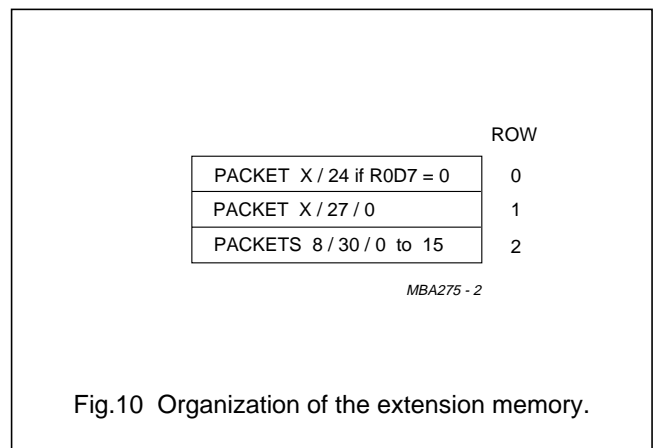 ROW
PACKET X / 24 if R0D7 = 0 0
PACKET X / 27 / 0 1
PACKETS 8 / 30 / 0 to 15 2
MBA275 - 2
Fig.10 Organization of the extension memory.